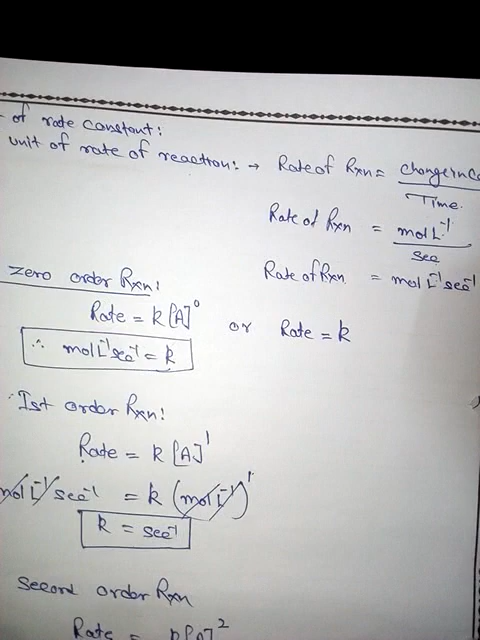 of rate constant:
unit of rate of reaction: → Rate of Rxn = change in C
Time.
Rate of Rxn = mol L⁻¹
sec
Rate of Rxn = mol L⁻¹ sec⁻¹
Zero order Rxn:
Rate = k [A]⁰ or Rate = k
∴ mol L⁻¹ sec⁻¹ = k
Ist order Rxn:
Rate = k [A]¹
mol L⁻¹ sec⁻¹ = k (mol L⁻¹)¹
k = sec⁻¹
Second order Rxn
Rate = k [A]²